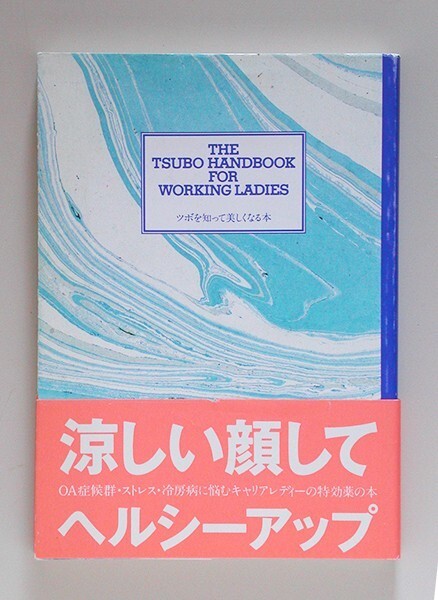 THE
TSUBO HANDBOOK
FOR
WORKING LADIES
ツボを知って美しくなる本
涼しい顔して
OA症候群・ストレス・冷房病に悩むキャリアレディーの特効薬の本
ヘルシーアップ